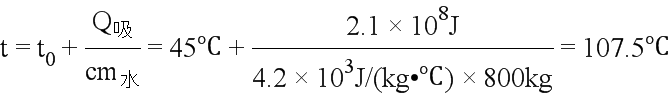 t = t₀ + Q吸/cm水 = 45℃ + 2.1 × 10⁸J/4.2 × 10³J/(kg•℃) × 800kg = 107.5℃